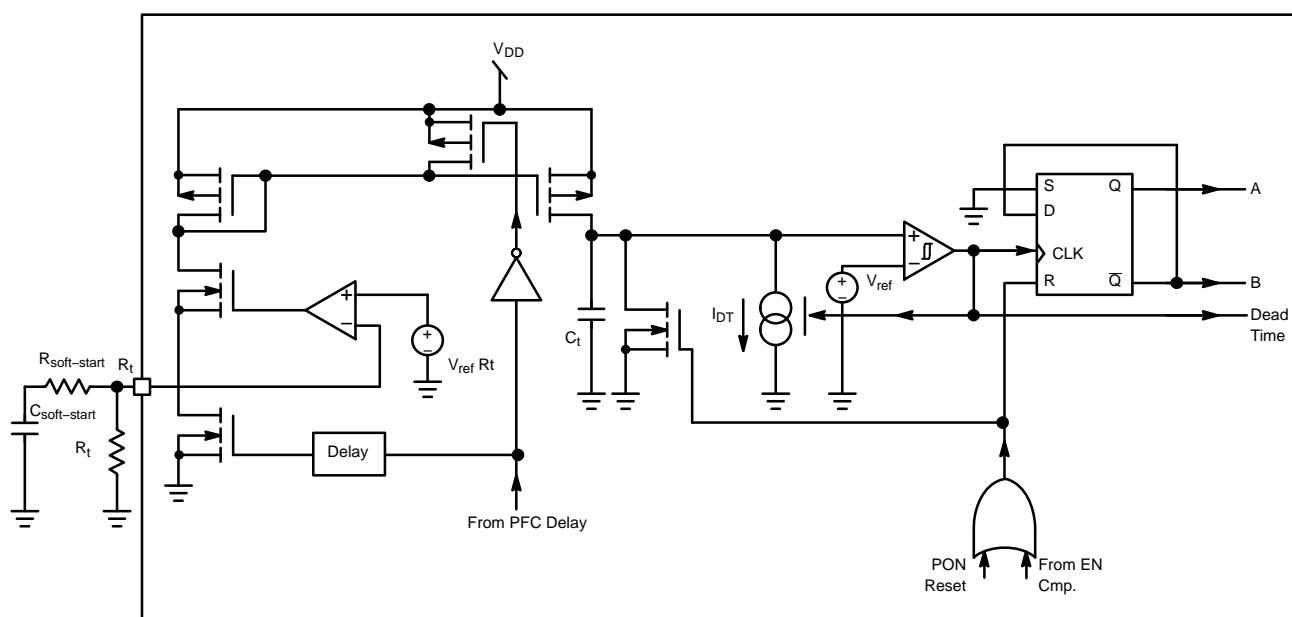 VDD
S
Q
D
CLK
R
Q
A
B
Dead
Time
+
−
Vref
IDT
Ct
+
−
+
−
Vref Rt
+
−
Rsoft−start
Rt
Csoft−start
Rt
Delay
From PFC Delay
PON
Reset
From EN
Cmp.